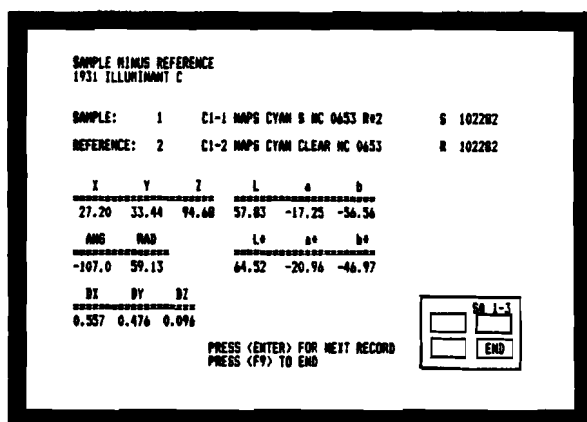 SAMPLE MINUS REFERENCE
1931 ILLUMINANT C
SAMPLE: 1 C1-1 MAPS CYAN S NC 0653 R*2 S 102282
REFERENCE: 2 C1-2 MAPS CYAN CLEAR NC 0653 R 102282
X Y Z L a b
27.20 33.44 94.68 57.83 -17.25 -56.56
ANG RAD L* a* b*
-107.0 59.13 64.52 -20.96 -46.97
DX DY DZ
0.557 0.476 0.096
SQ 1-3
END
PRESS <ENTER> FOR NEXT RECORD
PRESS <F9> TO END